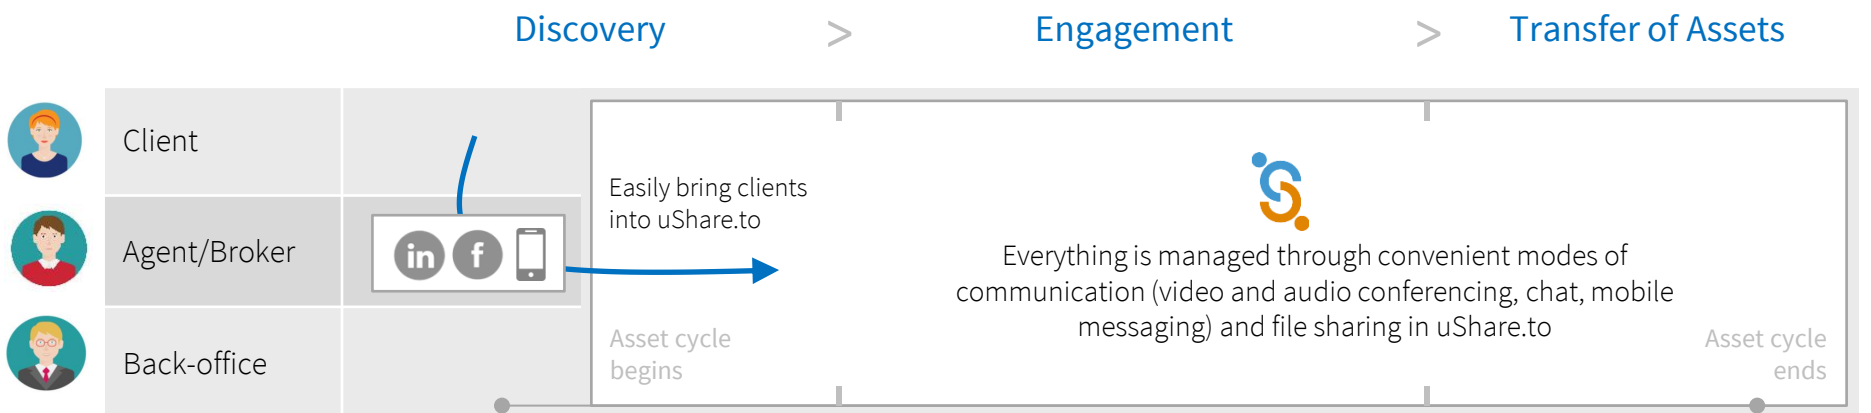 Discovery > Engagement > Transfer of Assets
Client
Easily bring clients
into uShare.to
Agent/Broker
in f
Everything is managed through convenient modes of
communication (video and audio conferencing, chat, mobile
messaging) and file sharing in uShare.to
Asset cycle
begins
Asset cycle
ends
Back-office